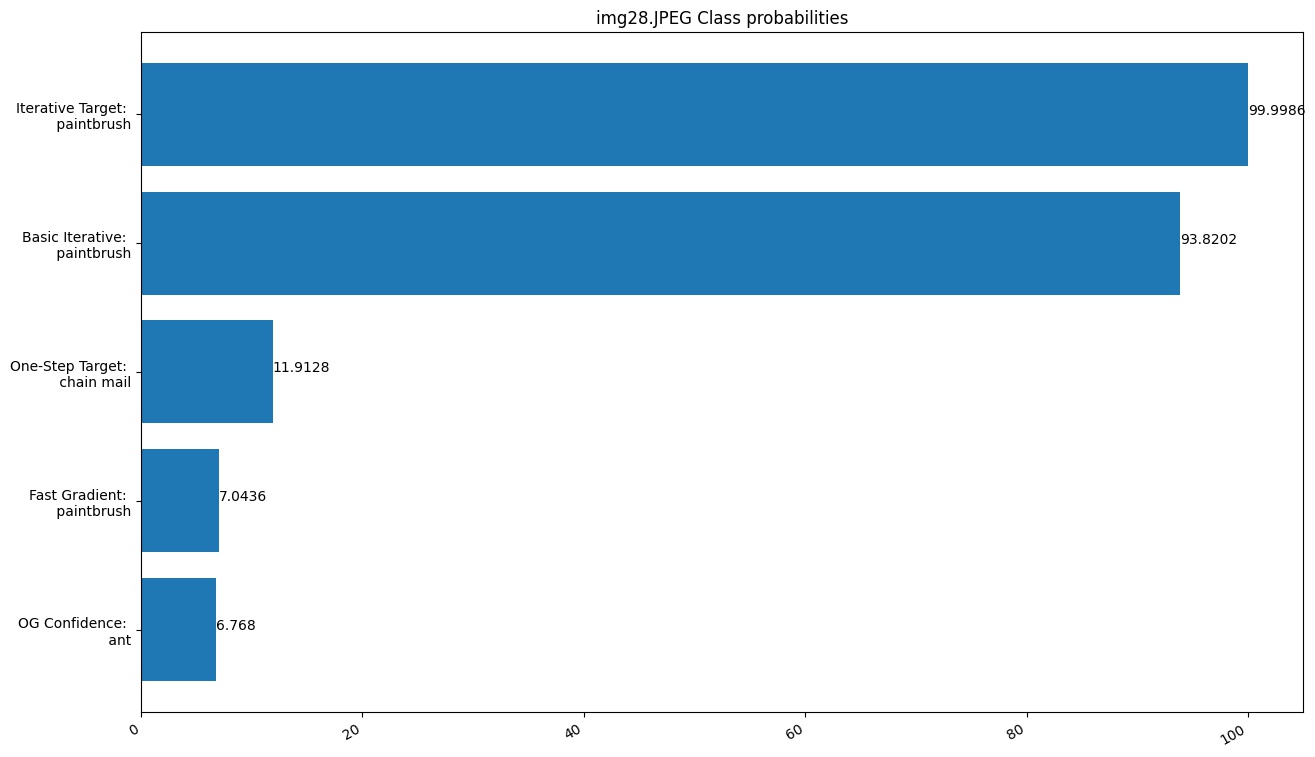 img28.JPEG Class probabilities
Iterative Target:
paintbrush
99.9986
Basic Iterative:
paintbrush
93.8202
One-Step Target:
chain mail
11.9128
Fast Gradient:
paintbrush
7.0436
OG Confidence:
ant
6.768
0
20
40
60
80
100